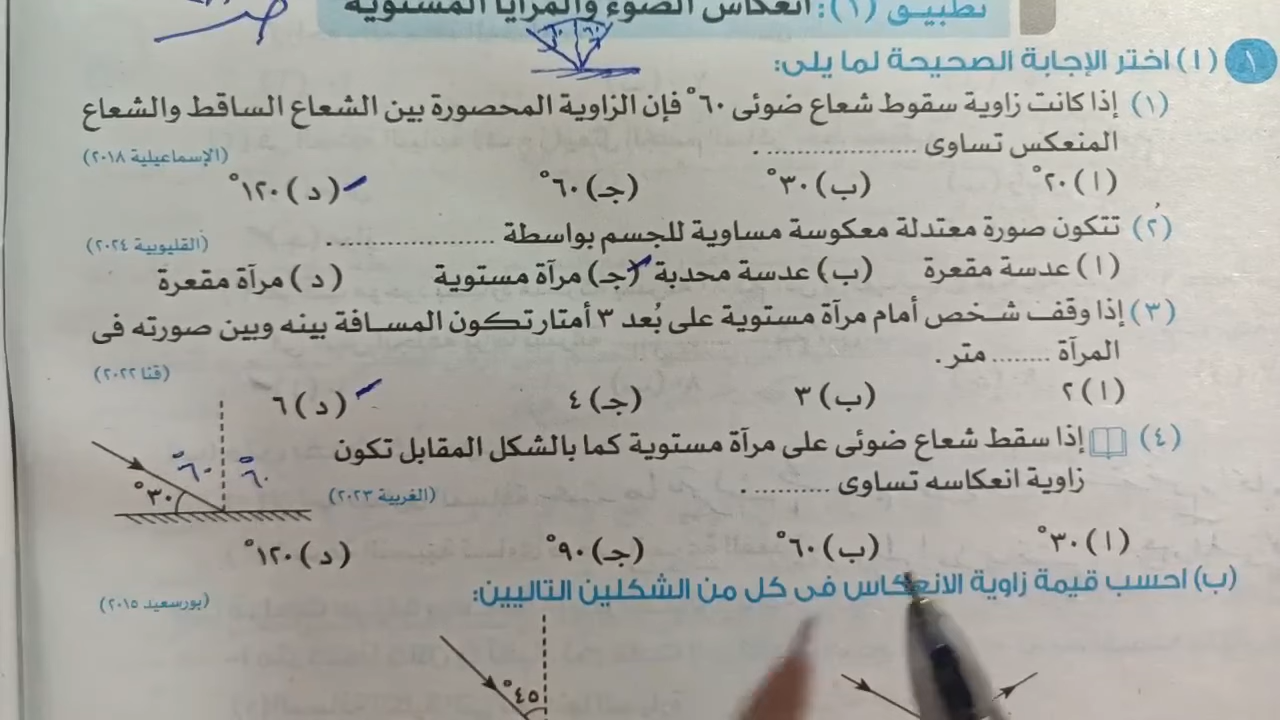 تطبيق (١): انعكاس الضوء والمرايا المستوية
١ (ا) اختر الإجابة الصحيحة لما يلى:
(١) إذا كانت زاوية سقوط شعاع ضوئى ٦٠° فإن الزاوية المحصورة بين الشعاع الساقط والشعاع
المنعكس تساوى .................... .
(الإسماعيلية ٢٠١٨)
(ا) ٢٠° (ب) ٣٠° (جـ) ٦٠° (د) ١٢٠°
(٢) تتكون صورة معتدلة معكوسة مساوية للجسم بواسطة .................... .
(القليوبية ٢٠٢٤)
(ا) عدسة مقعرة (ب) عدسة محدبة (جـ) مرآة مستوية (د) مرآة مقعرة
(٣) إذا وقف شخص أمام مرآة مستوية على بُعد ٣ أمتار تكون المسافة بينه وبين صورته فى
المرآة ........ متر.
(قنا ٢٠٢٢)
(ا) ٢ (ب) ٣ (جـ) ٤ (د) ٦
(٤) إذا سقط شعاع ضوئى على مرآة مستوية كما بالشكل المقابل تكون
زاوية انعكاسه تساوى .......... .
(الغربية ٢٠٢٣)
٣٠° ٦٠° ٦٠°
(ا) ٣٠° (ب) ٦٠° (جـ) ٩٠° (د) ١٢٠°
(ب) احسب قيمة زاوية الانعكاس فى كل من الشكلين التاليين:
(بورسعيد ٢٠١٥)
٤٥°